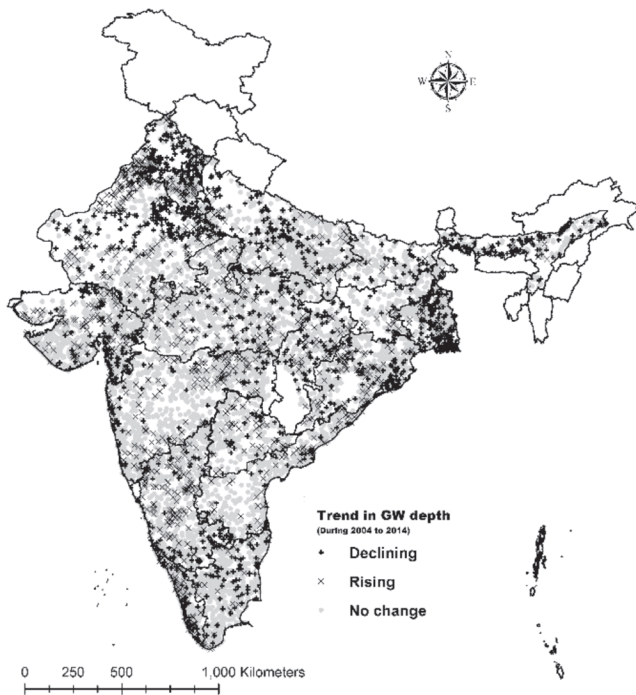 N
W E
S
Trend in GW depth
(During 2004 to 2014)
Declining
Rising
No change
0 250 500 1,000 Kilometers